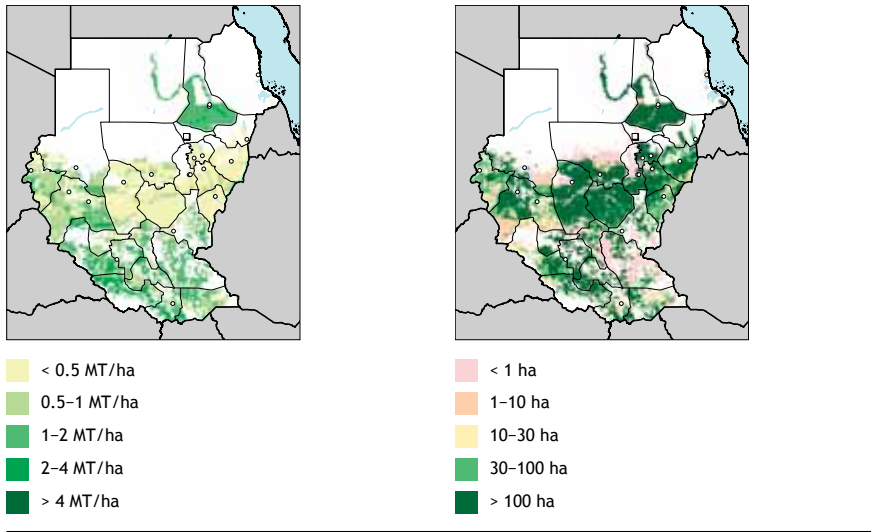 < 0.5 MT/ha
0.5–1 MT/ha
1–2 MT/ha
2–4 MT/ha
> 4 MT/ha
< 1 ha
1–10 ha
10–30 ha
30–100 ha
> 100 ha